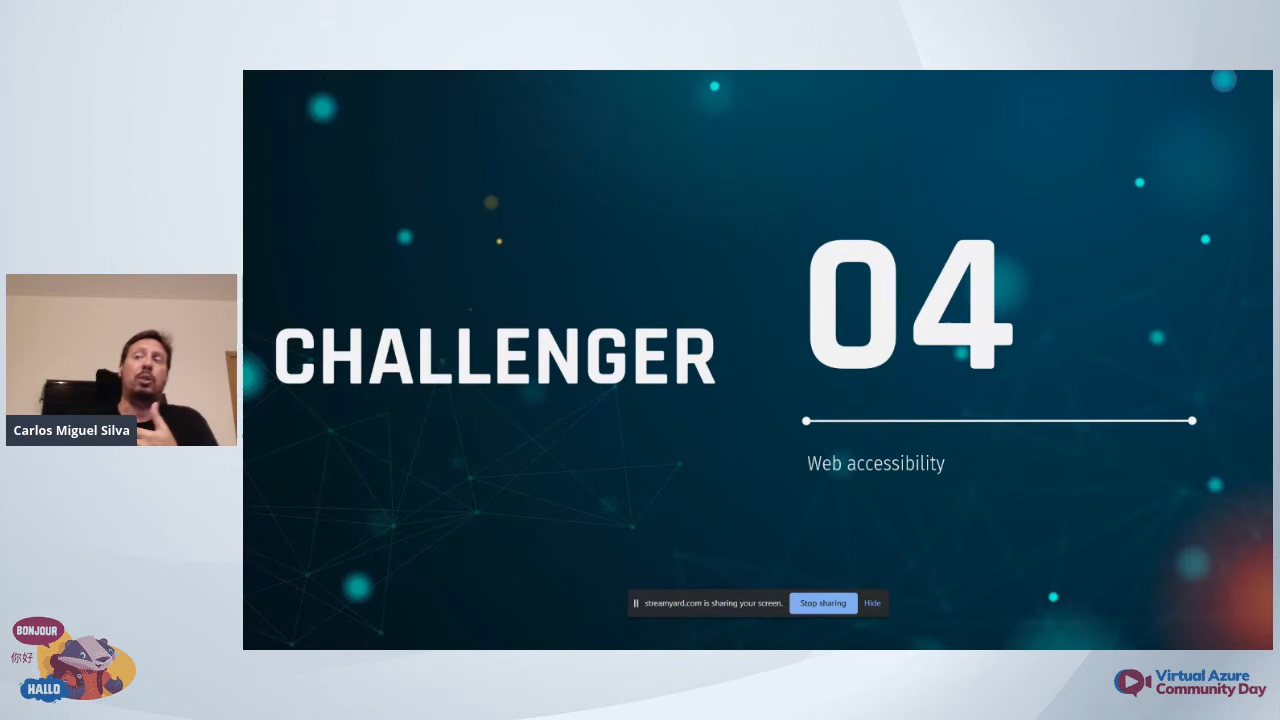 CHALLENGER
04
Web accessibility
streamyard.com is sharing your screen.
Stop sharing
Hide
Carlos Miguel Silva
BONJOUR
你好
HALLO
Virtual Azure
Community Day